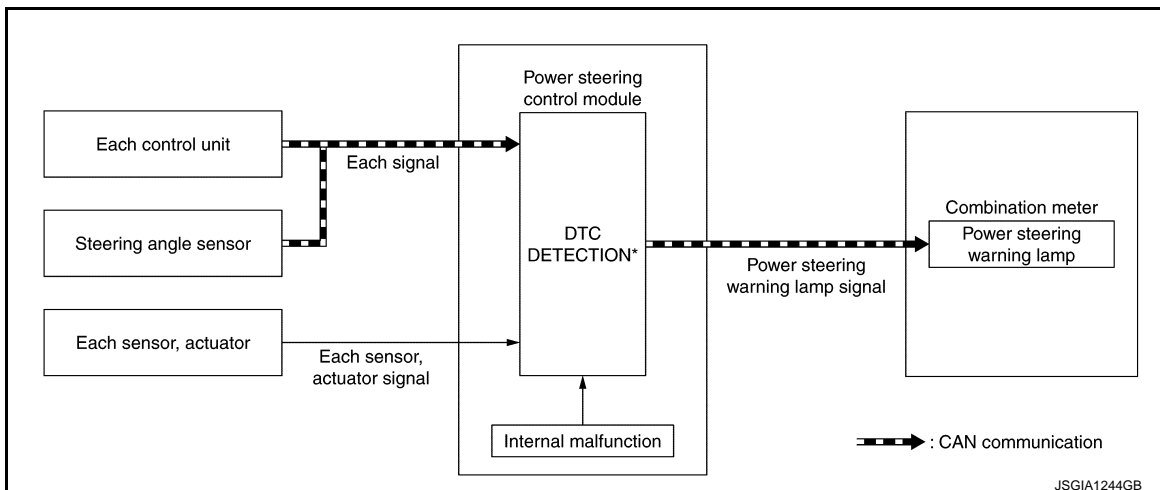 Power steering
control module
Each control unit
Each signal
Steering angle sensor
DTC
DETECTION*
Combination meter
Power steering
warning lamp
Power steering
warning lamp signal
Each sensor, actuator
Each sensor,
actuator signal
Internal malfunction
: CAN communication
JSGIA1244GB